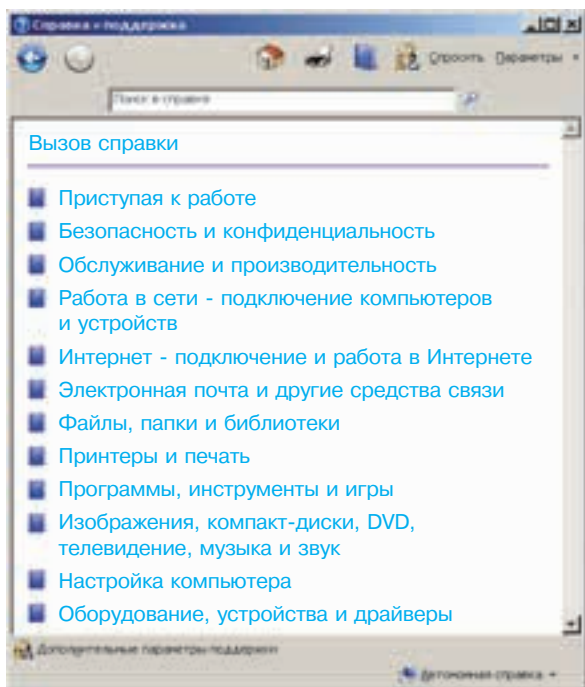 Справка и поддержка
Спросить Параметры
Поиск в справке
Вызов справки
Приступая к работе
Безопасность и конфиденциальность
Обслуживание и производительность
Работа в сети - подключение компьютеров
и устройств
Интернет - подключение и работа в Интернете
Электронная почта и другие средства связи
Файлы, папки и библиотеки
Принтеры и печать
Программы, инструменты и игры
Изображения, компакт-диски, DVD,
телевидение, музыка и звук
Настройка компьютера
Оборудование, устройства и драйверы
Дополнительные параметры поддержки
Автономная справка